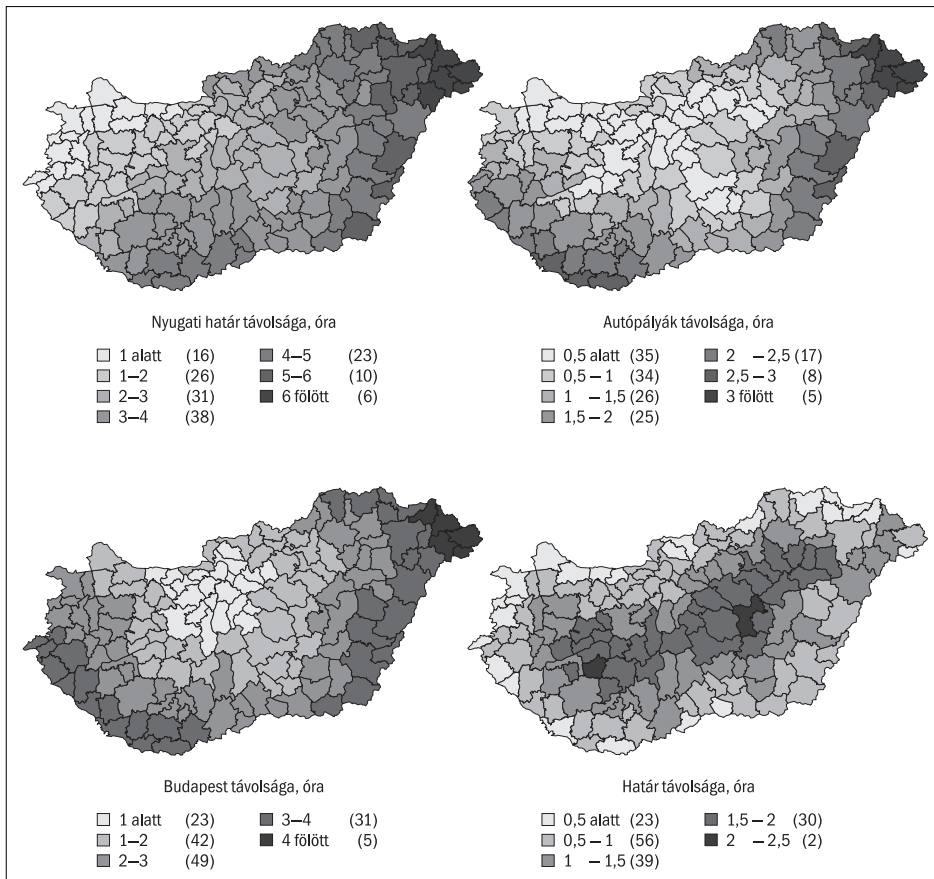 Nyugati határ távolsága, óra
1 alatt (16)
1–2 (26)
2–3 (31)
3–4 (38)
4–5 (23)
5–6 (10)
6 fölött (6)
Autópályák távolsága, óra
0,5 alatt (35)
0,5 – 1 (34)
1 – 1,5 (26)
1,5 – 2 (25)
2 – 2,5 (17)
2,5 – 3 (8)
3 fölött (5)
Budapest távolsága, óra
1 alatt (23)
1–2 (42)
2–3 (49)
3–4 (31)
4 fölött (5)
Határ távolsága, óra
0,5 alatt (23)
0,5 – 1 (56)
1 – 1,5 (39)
1,5 – 2 (30)
2 – 2,5 (2)